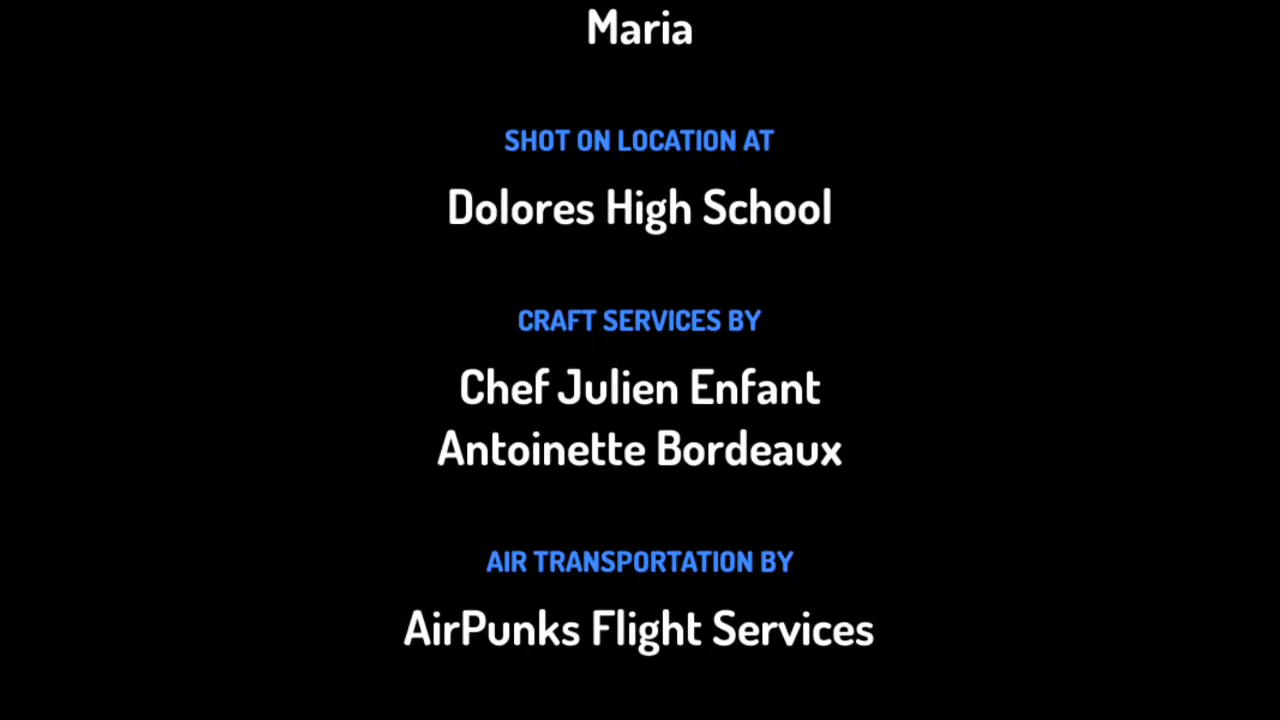 Maria
SHOT ON LOCATION AT
Dolores High School
CRAFT SERVICES BY
Chef Julien Enfant
Antoinette Bordeaux
AIR TRANSPORTATION BY
AirPunks Flight Services